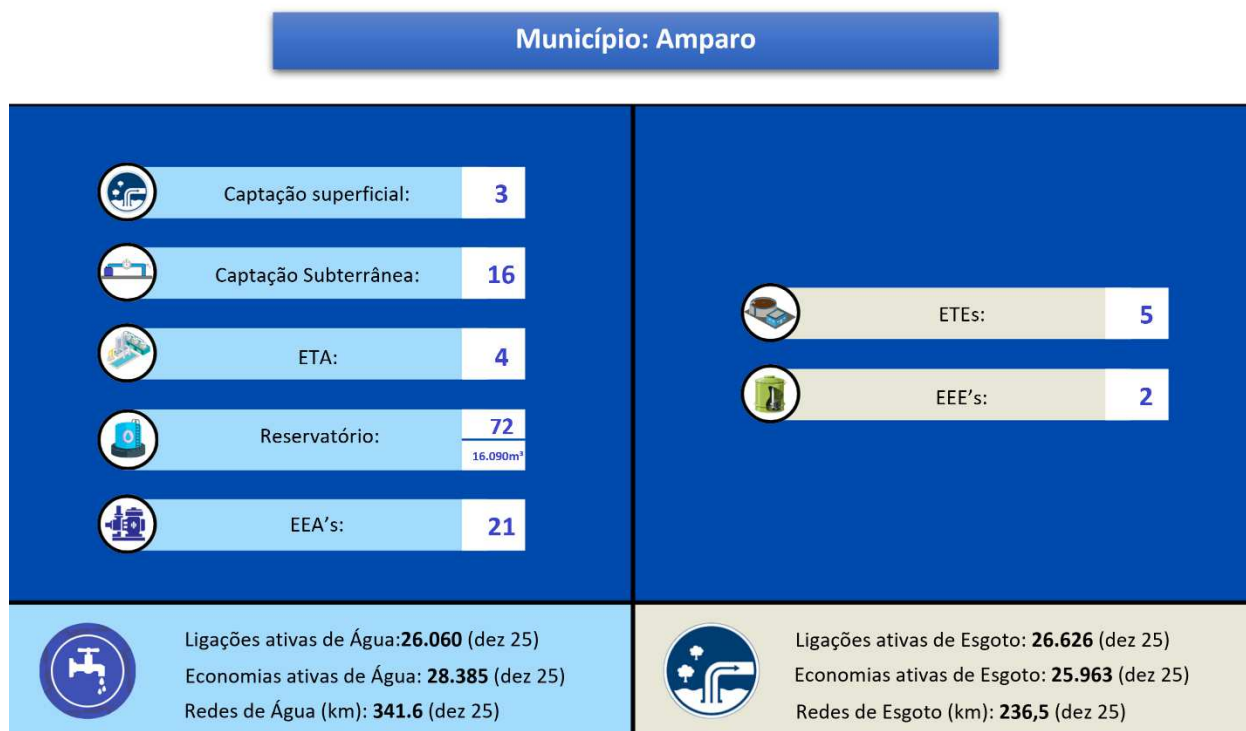 Município: Amparo
Captação superficial: 3
Captação Subterrânea: 16
ETA: 4
Reservatório: 72
16.090m³
EEA's: 21
ETEs: 5
EEE's: 2
Ligações ativas de Água:26.060 (dez 25)
Economias ativas de Água: 28.385 (dez 25)
Redes de Água (km): 341.6 (dez 25)
Ligações ativas de Esgoto: 26.626 (dez 25)
Economias ativas de Esgoto: 25.963 (dez 25)
Redes de Esgoto (km): 236,5 (dez 25)